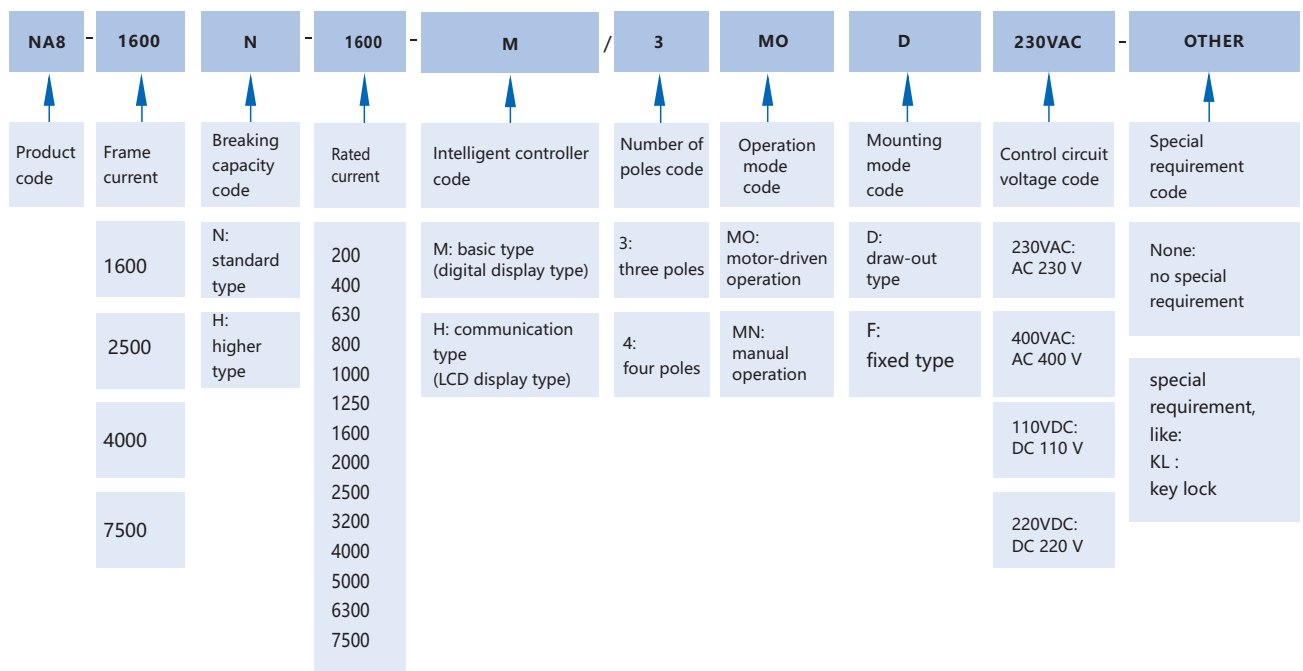 NA8 - 1600 N - 1600 - M / 3 MO D 230VAC - OTHER
Product
code
Frame
current
Breaking
capacity
code
Rated
current
Intelligent controller
code
Number of
poles code
Operation
mode
code
Mounting
mode
code
Control circuit
voltage code
Special
requirement
code
1600
2500
4000
7500
N:
standard
type
H:
higher
type
200
400
630
800
1000
1250
1600
2000
2500
3200
4000
5000
6300
7500
M: basic type
(digital display type)
H: communication
type
(LCD display type)
3:
three poles
4:
four poles
MO:
motor-driven
operation
MN:
manual
operation
D:
draw-out
type
F:
fixed type
230VAC:
AC 230 V
400VAC:
AC 400 V
110VDC:
DC 110 V
220VDC:
DC 220 V
None:
no special
requirement
special
requirement,
like:
KL :
key lock